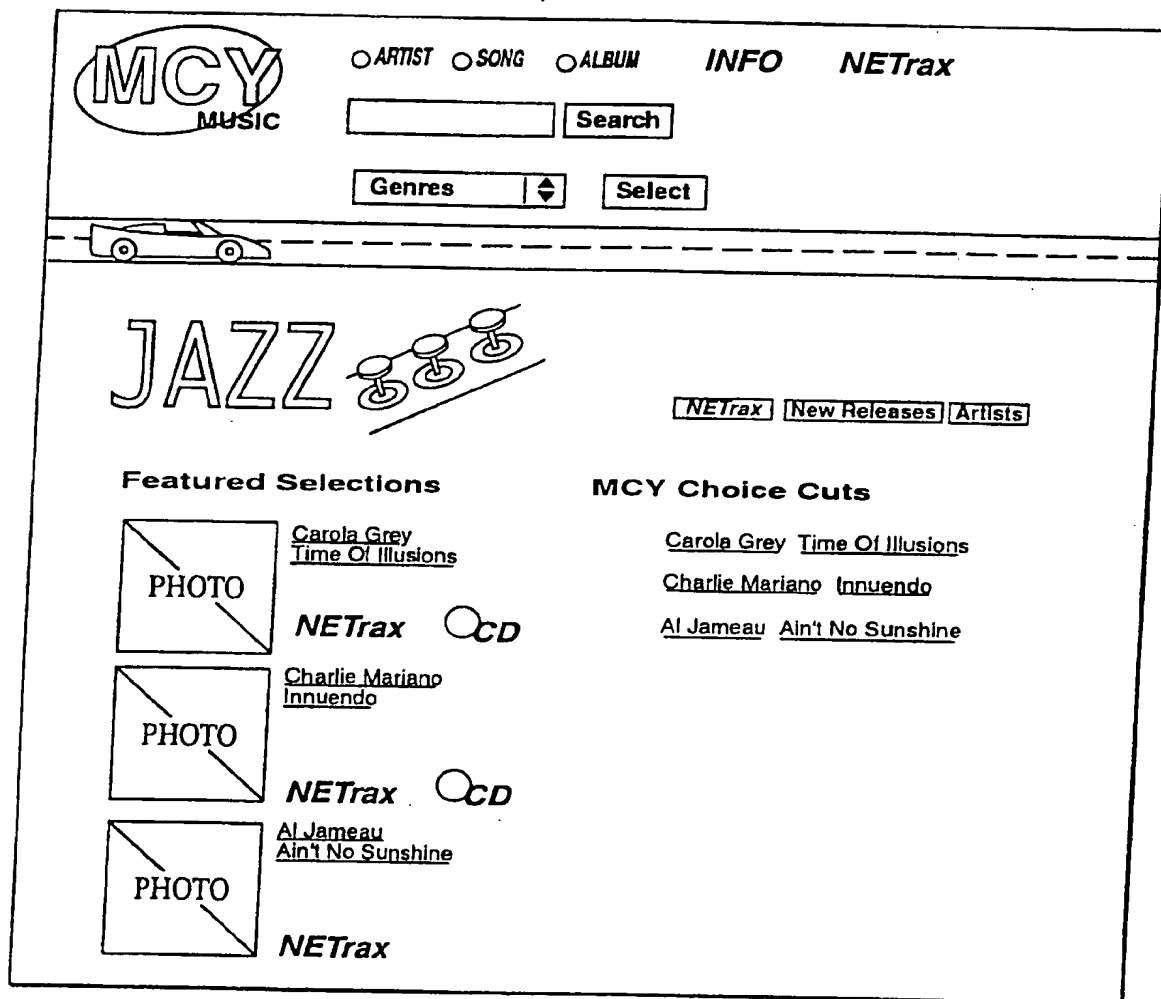 MCY
MUSIC
ARTIST SONG ALBUM INFO NETrax
Search
Genres Select
JAZZ
NETrax New Releases Artists
Featured Selections
Carola Grey
Time Of Illusions
PHOTO
NETrax CD
Charlie Mariano
Innuendo
PHOTO
NETrax CD
Al Jameau
Ain't No Sunshine
PHOTO
NETrax
MCY Choice Cuts
Carola Grey Time Of Illusions
Charlie Mariano Innuendo
Al Jameau Ain't No Sunshine